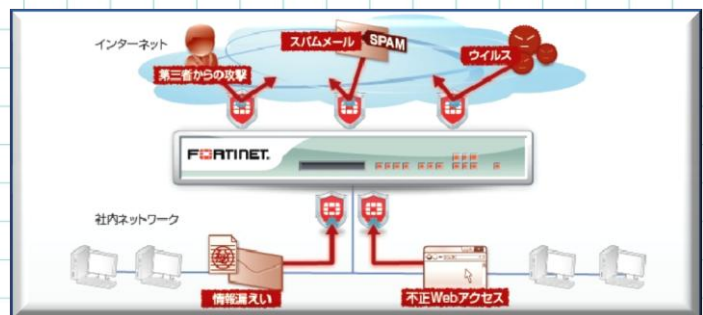 インターネット
スパムメール
SPAM
ウイルス
第三者からの攻撃
FORTINET
社内ネットワーク
情報漏えい
不正Webアクセス